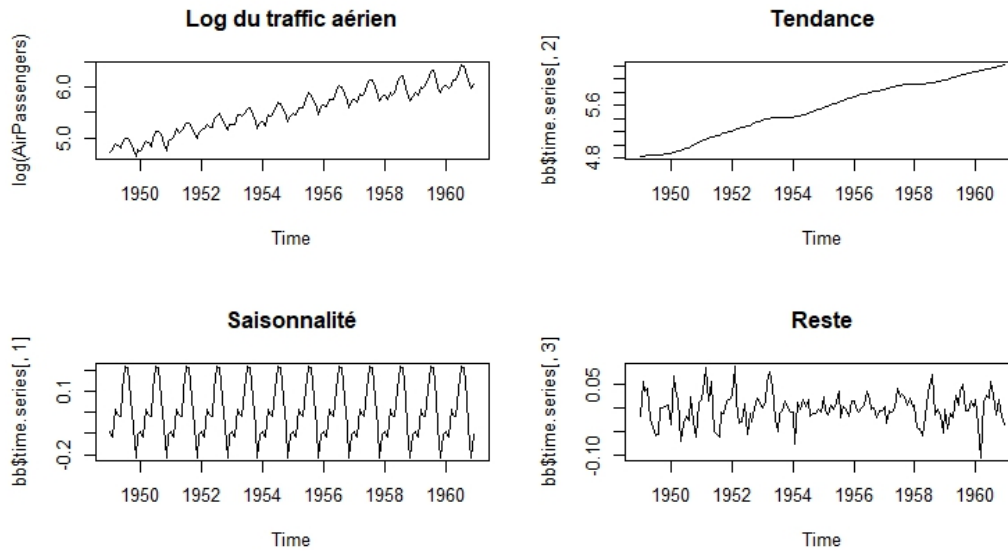 Log du traffic aérien
log(AirPassengers)
6.0
5.0
1950 1952 1954 1956 1958 1960
Time
Tendance
bb$time.series[, 2]
5.6
4.8
1950 1952 1954 1956 1958 1960
Time
Saisonnalité
bb$time.series[, 1]
0.1
-0.2
1950 1952 1954 1956 1958 1960
Time
Reste
bb$time.series[, 3]
0.05
-0.10
1950 1952 1954 1956 1958 1960
Time